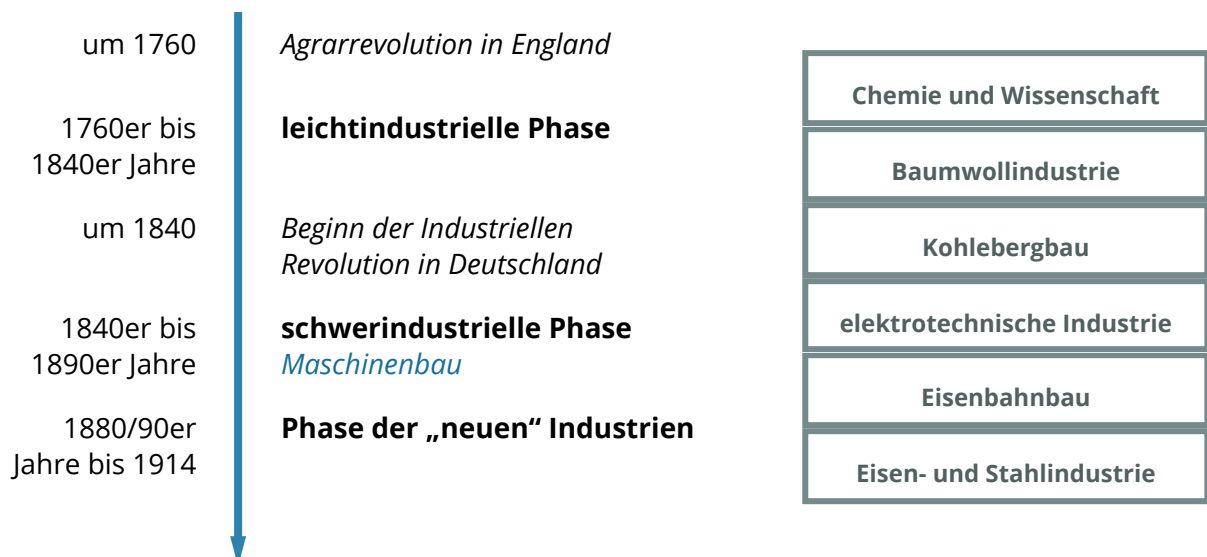 um 1760
Agrarrevolution in England
1760er bis
1840er Jahre
leichtindustrielle Phase
um 1840
Beginn der Industriellen
Revolution in Deutschland
1840er bis
1890er Jahre
schwerindustrielle Phase
Maschinenbau
1880/90er
Jahre bis 1914
Phase der „neuen“ Industrien
Chemie und Wissenschaft
Baumwollindustrie
Kohlebergbau
elektrotechnische Industrie
Eisenbahnbau
Eisen- und Stahlindustrie